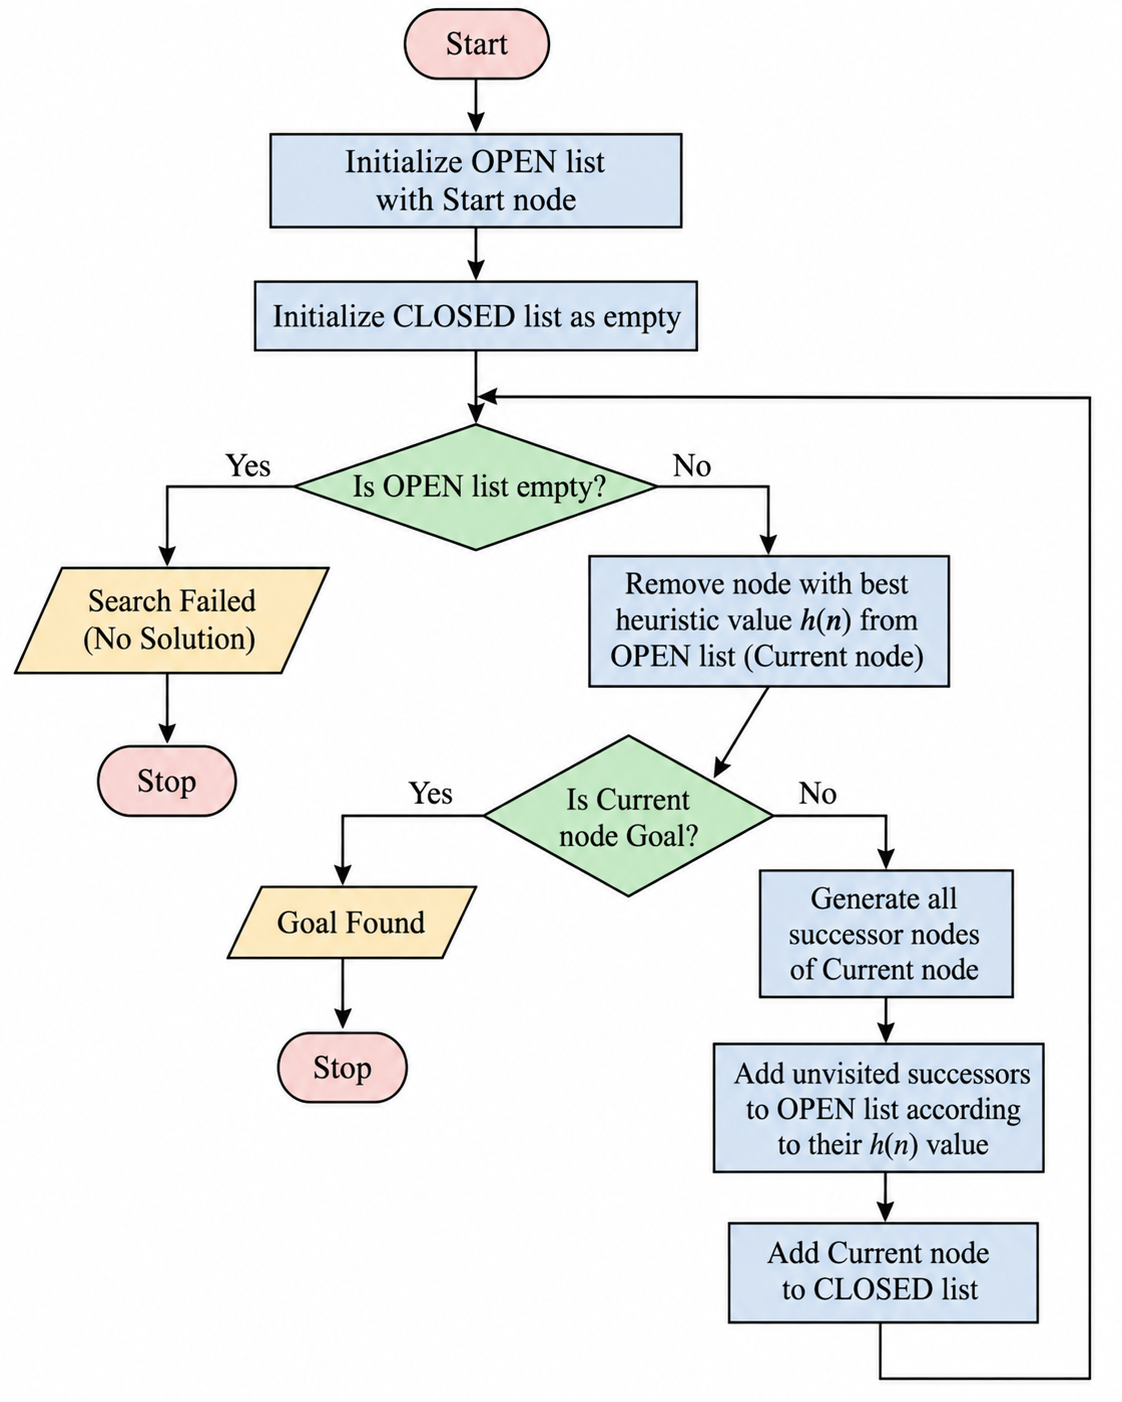 Start
Initialize OPEN list
with Start node
Initialize CLOSED list as empty
Is OPEN list empty?
Yes
No
Search Failed
(No Solution)
Stop
Remove node with best
heuristic value h(n) from
OPEN list (Current node)
Is Current
node Goal?
Yes
No
Goal Found
Stop
Generate all
successor nodes
of Current node
Add unvisited successors
to OPEN list according
to their h(n) value
Add Current node
to CLOSED list